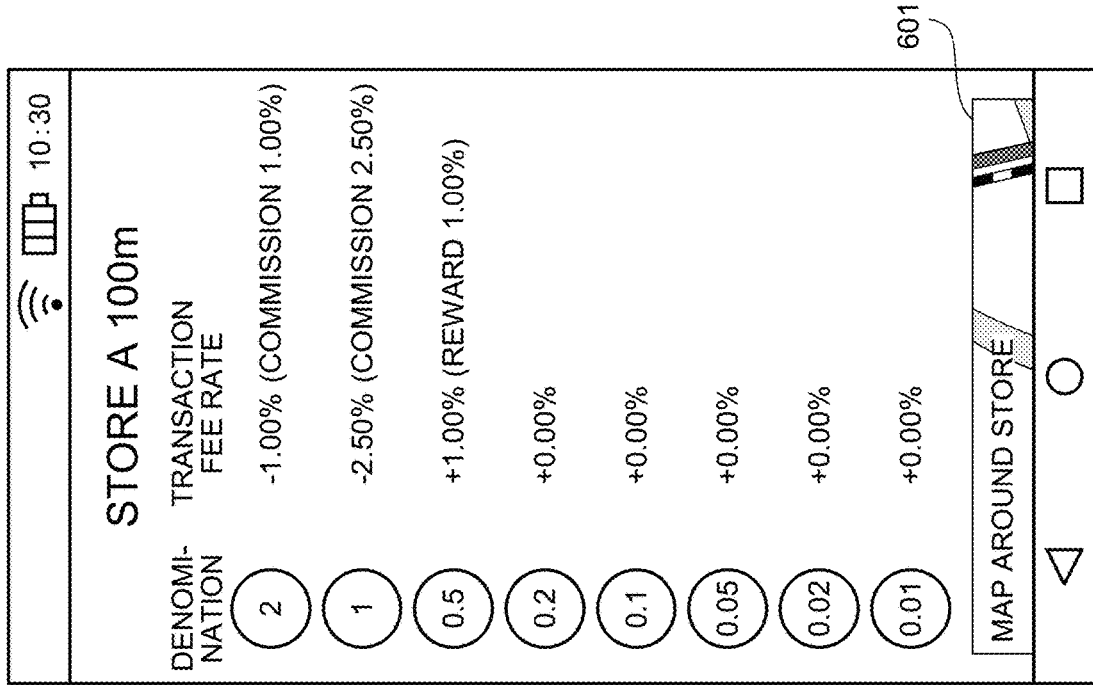 10:30
STORE A 100m
DENOMI-
NATION
TRANSACTION
FEE RATE
2 -1.00% (COMMISSION 1.00%)
1 -2.50% (COMMISSION 2.50%)
0.5 +1.00% (REWARD 1.00%)
0.2 +0.00%
0.1 +0.00%
0.05 +0.00%
0.02 +0.00%
0.01 +0.00%
MAP AROUND STORE
601